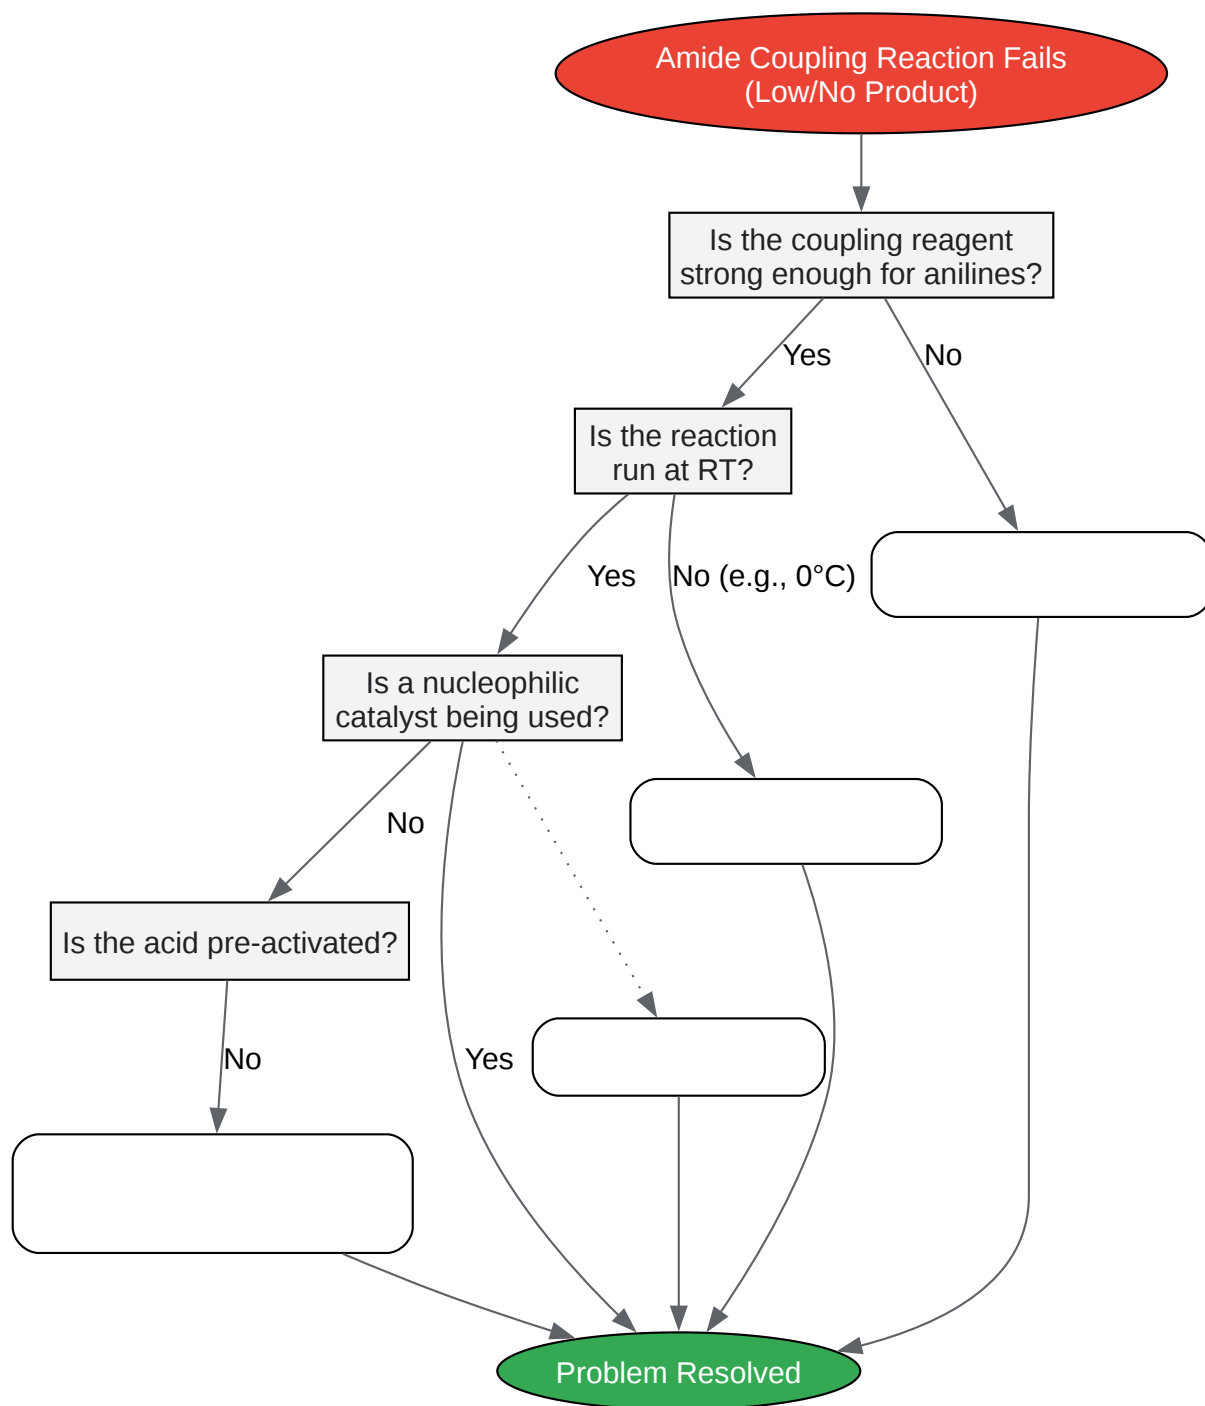 Amide Coupling Reaction Fails
(Low/No Product)
Is the coupling reagent
strong enough for anilines?
Yes
No
Is the reaction
run at RT?
Yes
No (e.g., 0°C)
Is a nucleophilic
catalyst being used?
No
Is the acid pre-activated?
No
Yes
Problem Resolved